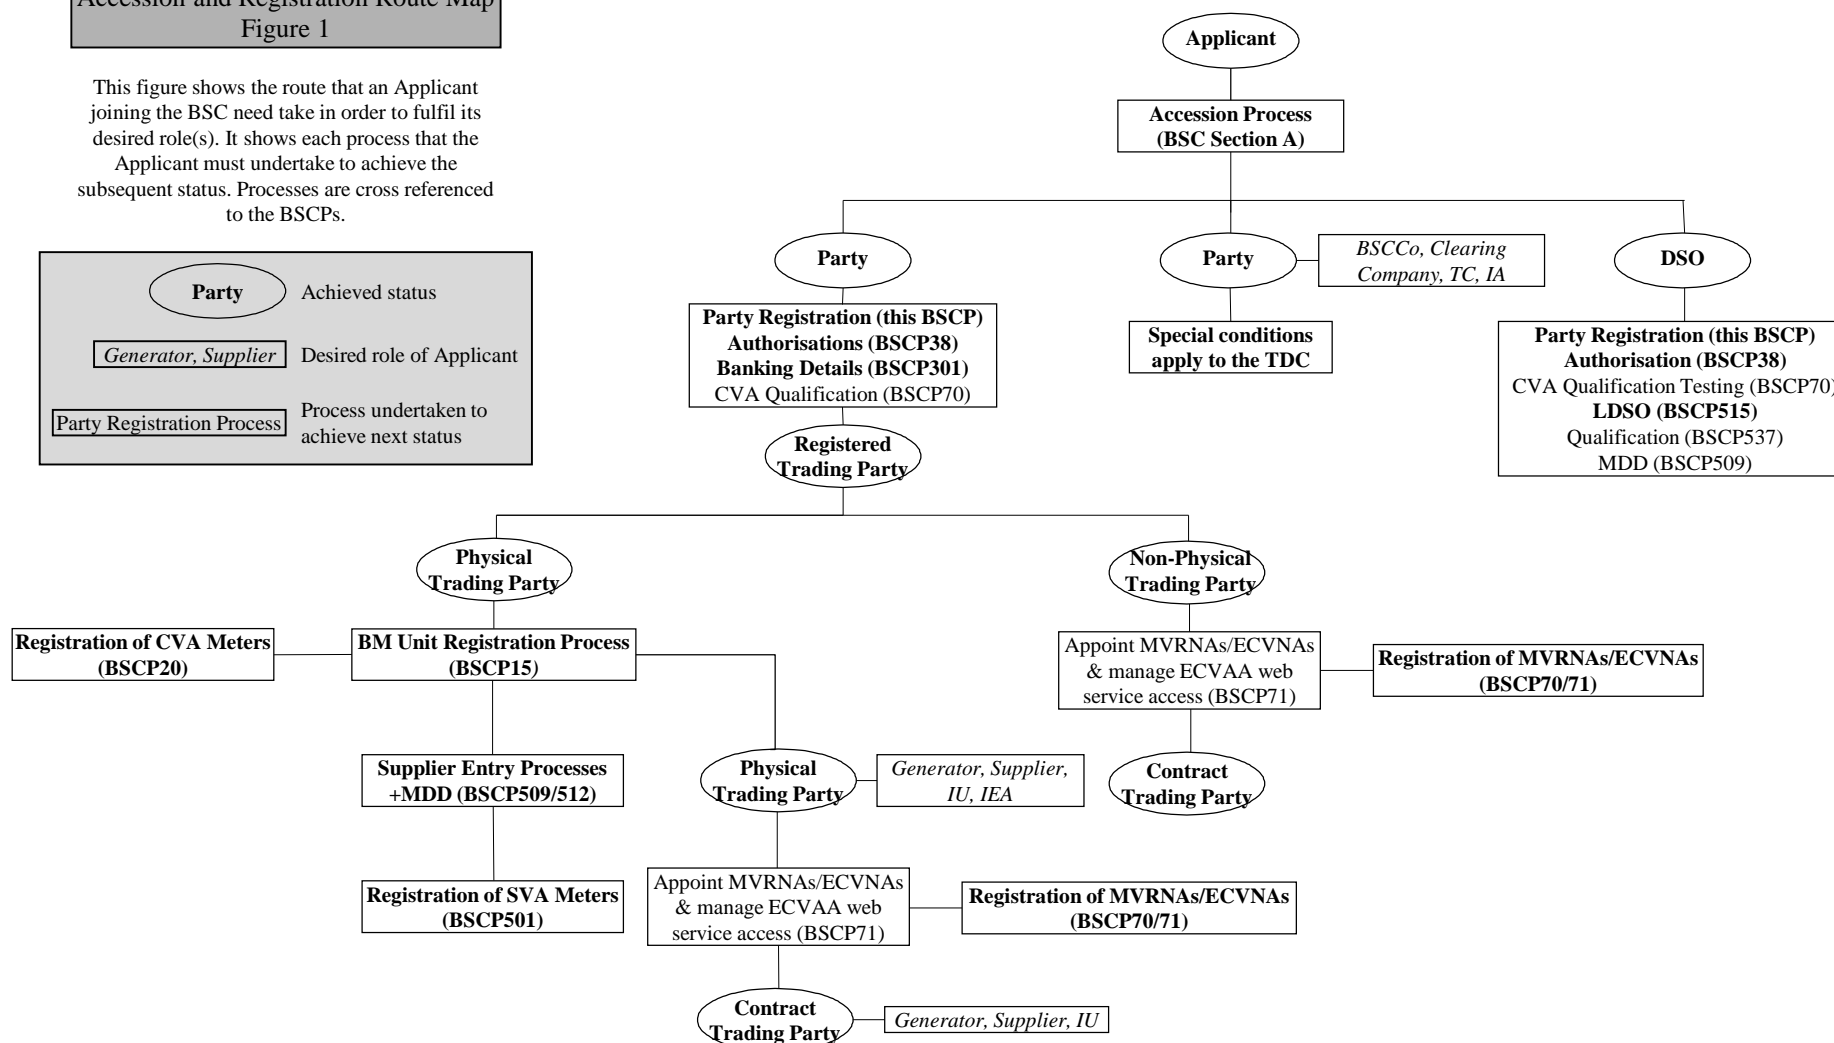 Accession and Registration Route Map
Figure 1
This figure shows the route that an Applicant
joining the BSC need take in order to fulfil its
desired role(s). It shows each process that the
Applicant must undertake to achieve the
subsequent status. Processes are cross referenced
to the BSCPs.
Party
Achieved status
Generator, Supplier
Desired role of Applicant
Party Registration Process
Process undertaken to
achieve next status
Applicant
Accession Process
(BSC Section A)
Party
Party
BSCCo, Clearing
Company, TC, IA
DSO
Party Registration (this BSCP)
Authorisations (BSCP38)
Banking Details (BSCP301)
CVA Qualification (BSCP70)
Special conditions
apply to the TDC
Party Registration (this BSCP)
Authorisation (BSCP38)
CVA Qualification Testing (BSCP70)
LDSO (BSCP515)
Qualification (BSCP537)
MDD (BSCP509)
Registered
Trading Party
Physical
Trading Party
Non-Physical
Trading Party
Registration of CVA Meters
(BSCP20)
BM Unit Registration Process
(BSCP15)
Appoint MVRNAs/ECVNAs
& manage ECVAA web
service access (BSCP71)
Registration of MVRNAs/ECVNAs
(BSCP70/71)
Supplier Entry Processes
+MDD (BSCP509/512)
Physical
Trading Party
Generator, Supplier,
IU, IEA
Contract
Trading Party
Registration of SVA Meters
(BSCP501)
Appoint MVRNAs/ECVNAs
& manage ECVAA web
service access (BSCP71)
Registration of MVRNAs/ECVNAs
(BSCP70/71)
Contract
Trading Party
Generator, Supplier, IU